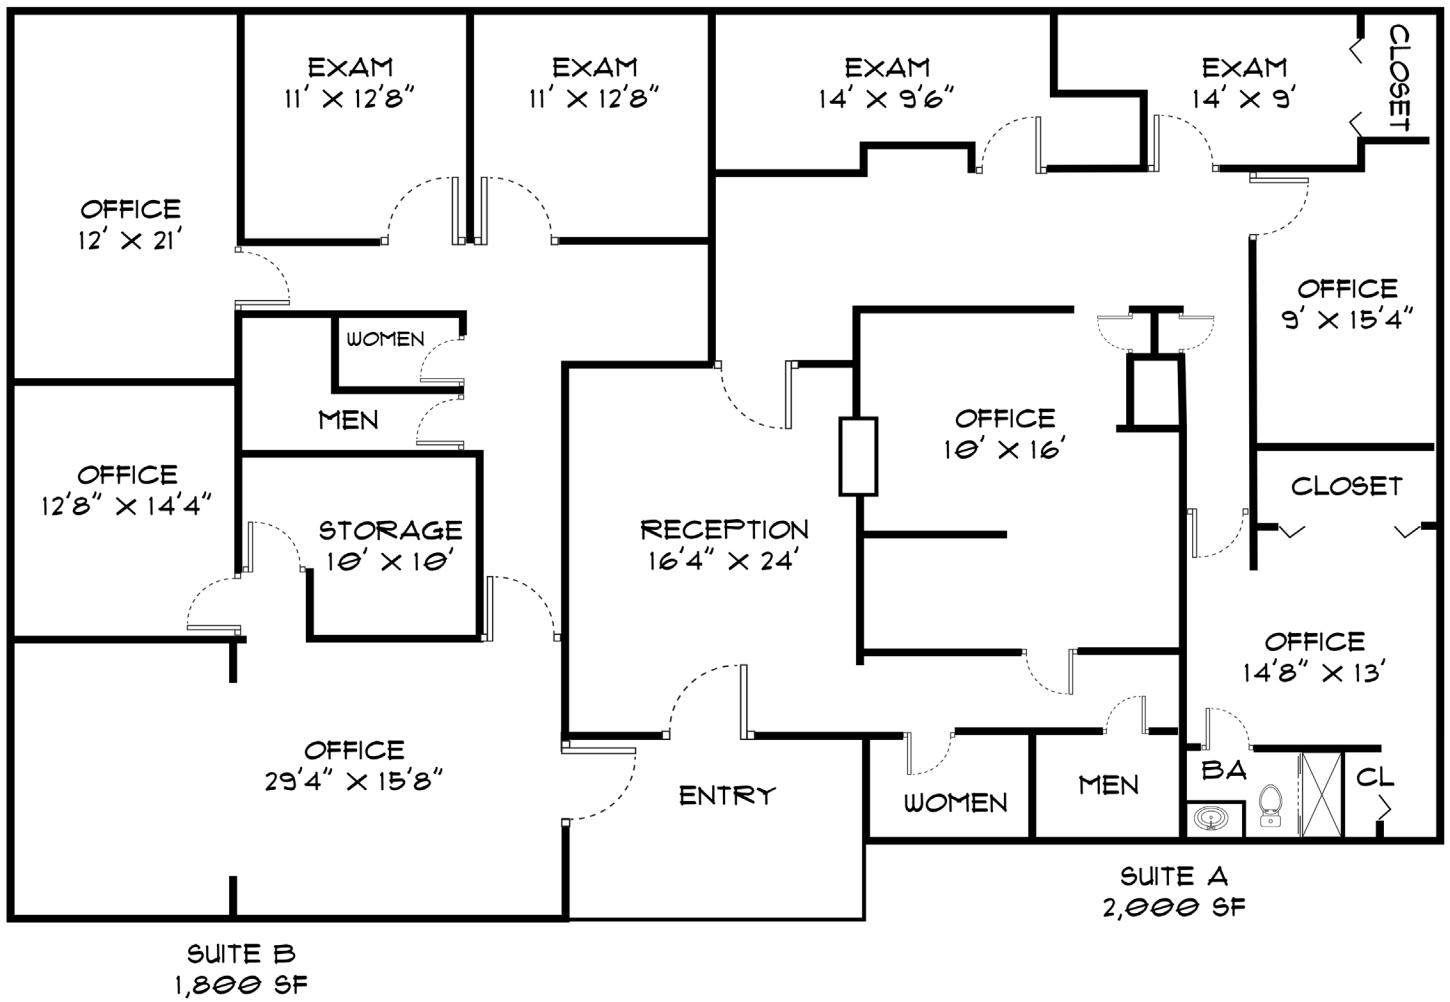 EXAM
11' X 12'8"
EXAM
11' X 12'8"
EXAM
14' X 9'6"
EXAM
14' X 9'
CLOSET
OFFICE
12' X 21'
OFFICE
9' X 15'4"
WOMEN
MEN
OFFICE
10' X 16'
OFFICE
12'8" X 14'4"
CLOSET
STORAGE
10' X 10'
RECEPTION
16'4" X 24'
OFFICE
14'8" X 13'
OFFICE
29'4" X 15'8"
ENTRY
WOMEN
MEN
BA
CL
SUITE A
2,000 SF
SUITE B
1,800 SF